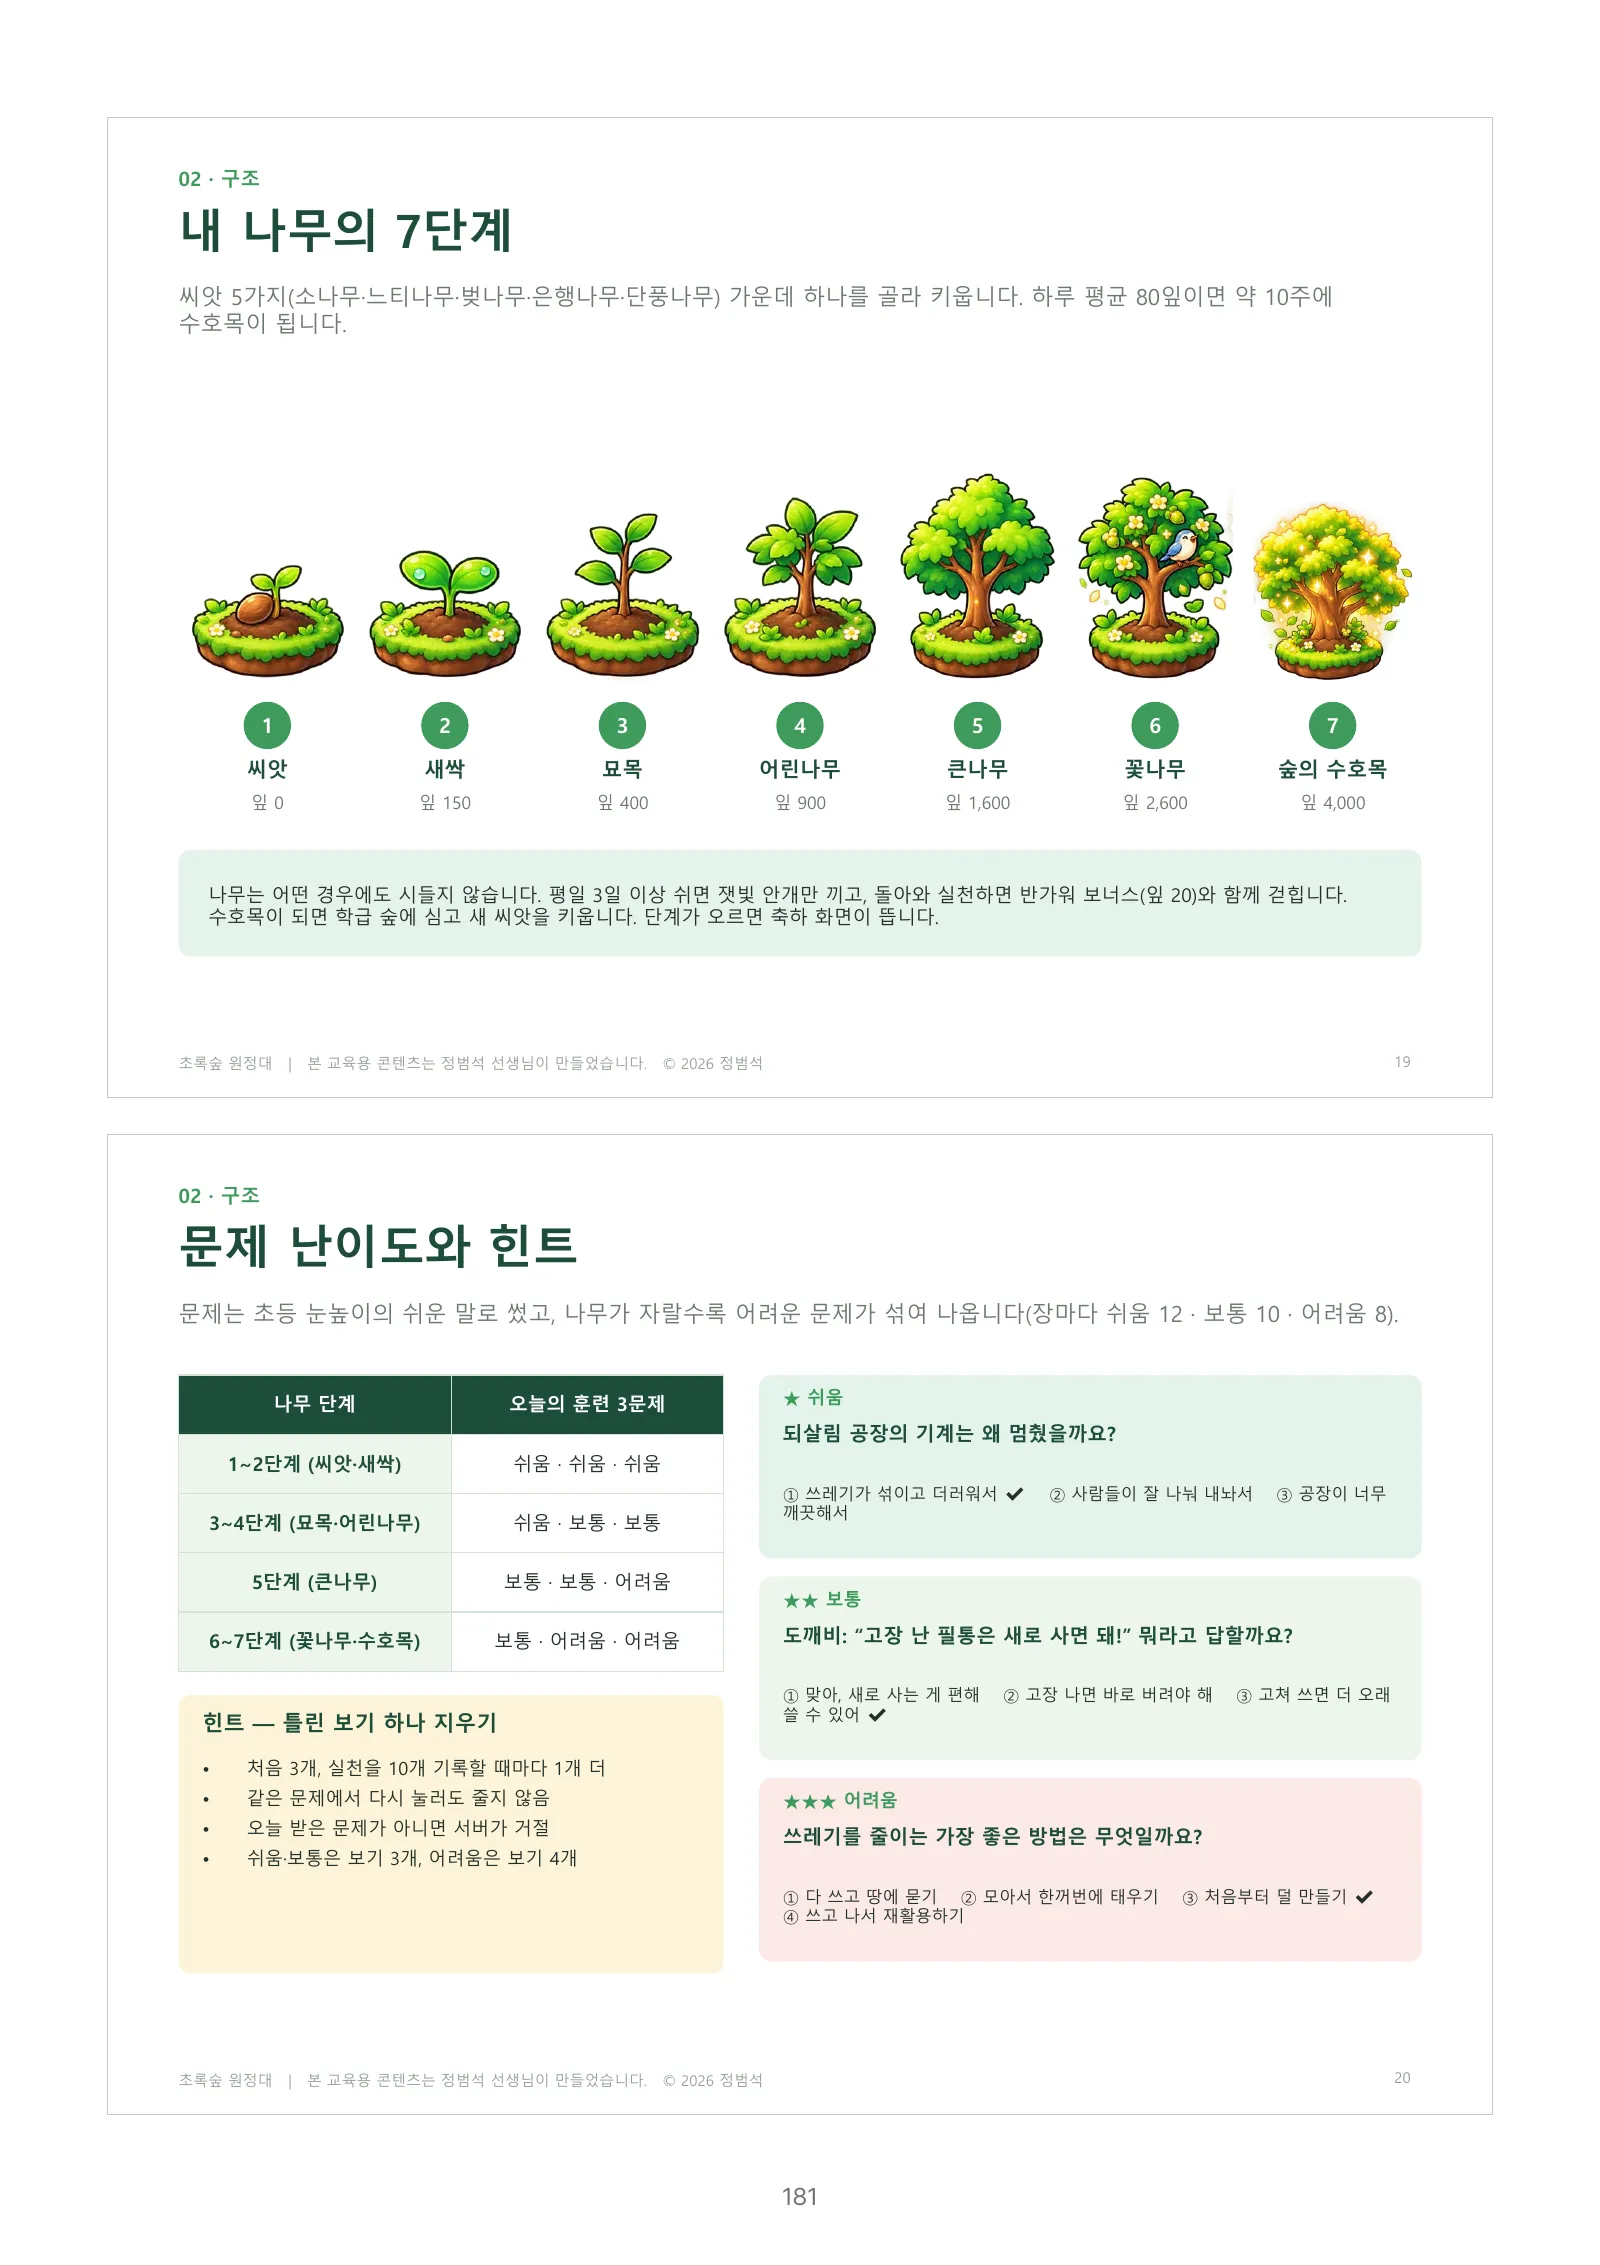 02 · 구조
내 나무의 7단계
씨앗 5가지(소나무·느티나무·벚나무·은행나무·단풍나무) 가운데 하나를 골라 키웁니다. 하루 평균 80잎이면 약 10주에
수호목이 됩니다.
1
2
3
4
5
6
7
씨앗
새싹
묘목
어린나무
큰나무
꽃나무
숲의 수호목
잎 0
잎 150
잎 400
잎 900
잎 1,600
잎 2,600
잎 4,000
나무는 어떤 경우에도 시들지 않습니다. 평일 3일 이상 쉬면 잿빛 안개만 끼고, 돌아와 실천하면 반가워 보너스(잎 20)와 함께 걷힙니다.
수호목이 되면 학급 숲에 심고 새 씨앗을 키웁니다. 단계가 오르면 축하 화면이 뜹니다.
초록숲 원정대 | 본 교육용 콘텐츠는 정범석 선생님이 만들었습니다. © 2026 정범석
19
02 · 구조
문제 난이도와 힌트
문제는 초등 눈높이의 쉬운 말로 썼고, 나무가 자랄수록 어려운 문제가 섞여 나옵니다(장마다 쉬움 12 · 보통 10 · 어려움 8).
나무 단계
오늘의 훈련 3문제
1~2단계 (씨앗·새싹)
쉬움 · 쉬움 · 쉬움
3~4단계 (묘목·어린나무)
쉬움 · 보통 · 보통
5단계 (큰나무)
보통 · 보통 · 어려움
6~7단계 (꽃나무·수호목)
보통 · 어려움 · 어려움
힌트 — 틀린 보기 하나 지우기
• 처음 3개, 실천을 10개 기록할 때마다 1개 더
• 같은 문제에서 다시 눌러도 줄지 않음
• 오늘 받은 문제가 아니면 서버가 거절
• 쉬움·보통은 보기 3개, 어려움은 보기 4개
★ 쉬움
되살림 공장의 기계는 왜 멈췄을까요?
① 쓰레기가 섞이고 더러워서 ✔ ② 사람들이 잘 나눠 내놔서 ③ 공장이 너무
깨끗해서
★★ 보통
도깨비: “고장 난 필통은 새로 사면 돼!” 뭐라고 답할까요?
① 맞아, 새로 사는 게 편해 ② 고장 나면 바로 버려야 해 ③ 고쳐 쓰면 더 오래
쓸 수 있어 ✔
★★★ 어려움
쓰레기를 줄이는 가장 좋은 방법은 무엇일까요?
① 다 쓰고 땅에 묻기 ② 모아서 한꺼번에 태우기 ③ 처음부터 덜 만들기 ✔
④ 쓰고 나서 재활용하기
초록숲 원정대 | 본 교육용 콘텐츠는 정범석 선생님이 만들었습니다. © 2026 정범석
20
181